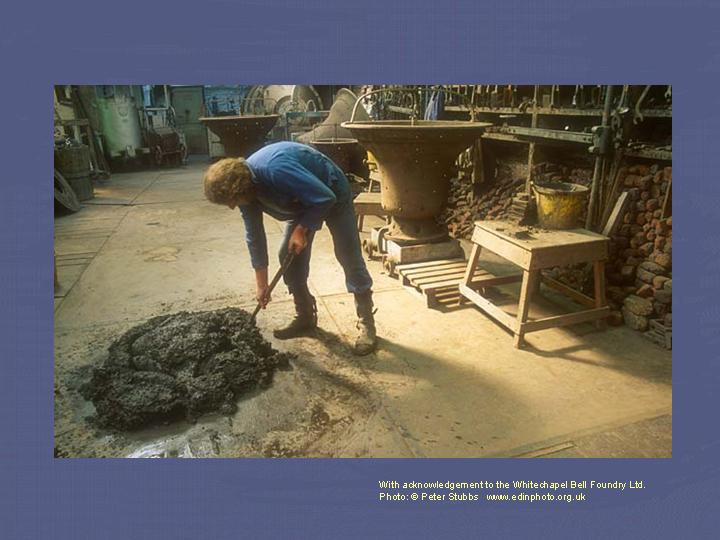 With acknowledgement to the Whitechapel Bell Foundry Ltd.
Photo: © Peter Stubbs www.edinphoto.org.uk